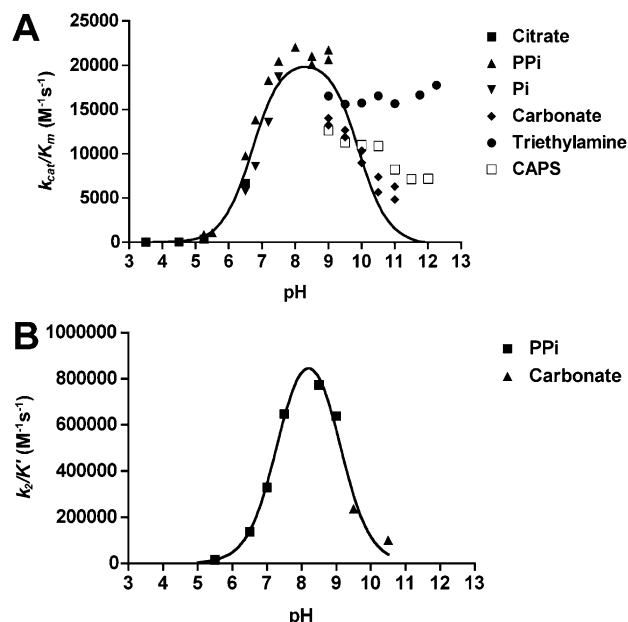 A
25000
20000
15000
10000
5000
0
kcat/Km (M⁻¹s⁻¹)
3 4 5 6 7 8 9 10 11 12 13
pH
Citrate
PPi
Pi
Carbonate
Triethylamine
CAPS
B
1000000
800000
600000
400000
200000
0
k2/K' (M⁻¹s⁻¹)
3 4 5 6 7 8 9 10 11 12 13
pH
PPi
Carbonate